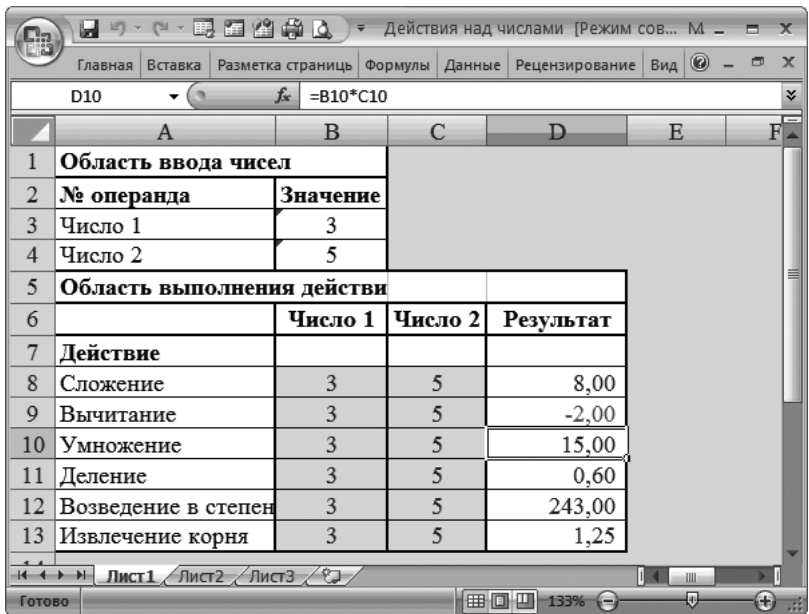 Действия над числами [Режим сов... M
Главная Вставка Разметка страниць Формулы Данные Рецензирование Вид
D10 fx =B10*C10
A B C D E F
1 Область ввода чисел
2 № операнда Значение
3 Число 1 3
4 Число 2 5
5 Область выполнения действи
6 Число 1 Число 2 Результат
7 Действие
8 Сложение 3 5 8,00
9 Вычитание 3 5 -2,00
10 Умножение 3 5 15,00
11 Деление 3 5 0,60
12 Возведение в степен 3 5 243,00
13 Извлечение корня 3 5 1,25
Лист1 Лист2 Лист3
Готово 133%